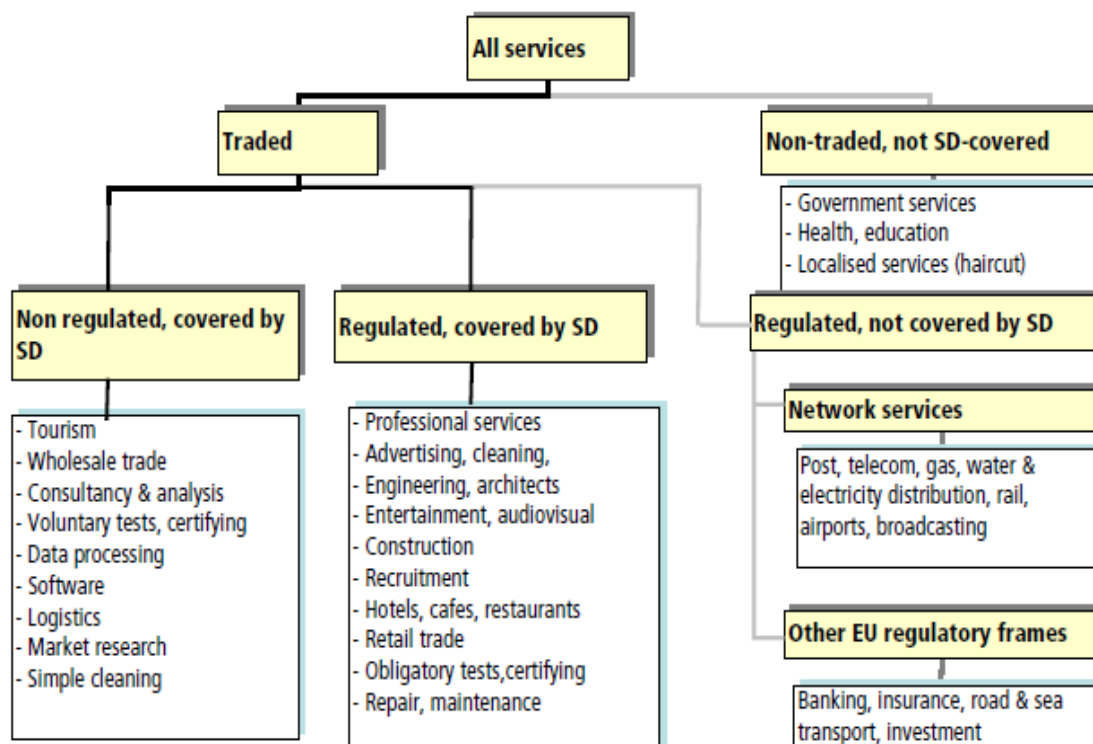 All services
Traded
Non-traded, not SD-covered
- Government services
- Health, education
- Localised services (haircut)
Non regulated, covered by
SD
Regulated, covered by SD
Regulated, not covered by SD
- Tourism
- Wholesale trade
- Consultancy & analysis
- Voluntary tests, certifying
- Data processing
- Software
- Logistics
- Market research
- Simple cleaning
- Professional services
- Advertising, cleaning,
- Engineering, architects
- Entertainment, audiovisual
- Construction
- Recruitment
- Hotels, cafes, restaurants
- Retail trade
- Obligatory tests,certifying
- Repair, maintenance
Network services
Post, telecom, gas, water &
electricity distribution, rail,
airports, broadcasting
Other EU regulatory frames
Banking, insurance, road & sea
transport, investment